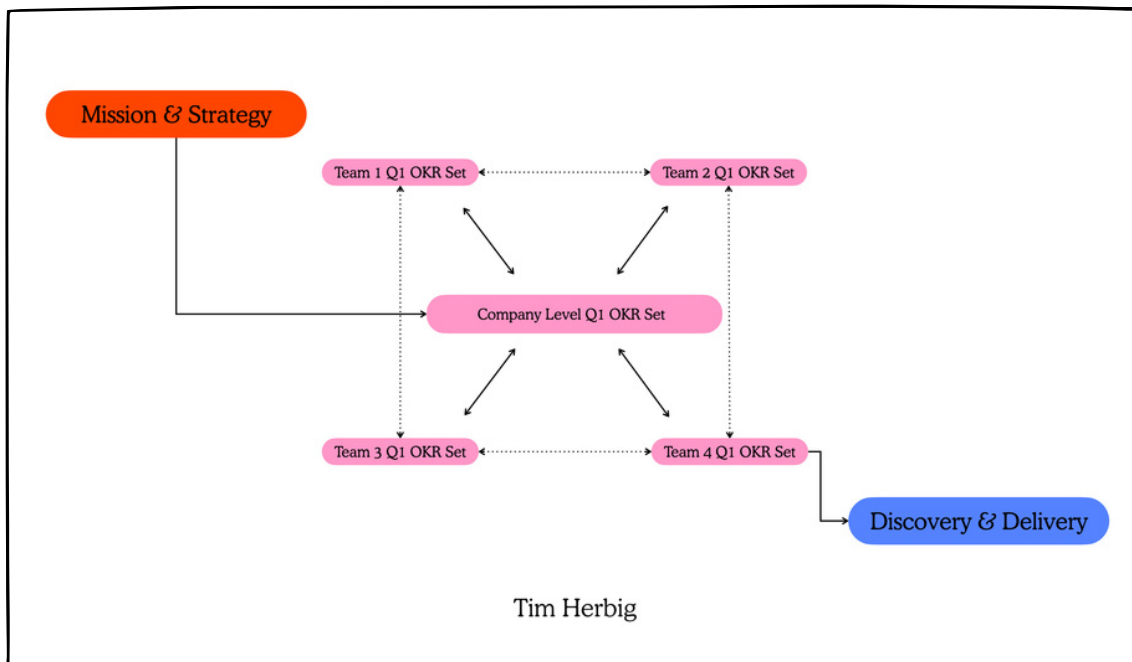 Mission & Strategy
Team 1 Q1 OKR Set
Team 2 Q1 OKR Set
Company Level Q1 OKR Set
Team 3 Q1 OKR Set
Team 4 Q1 OKR Set
Discovery & Delivery
Tim Herbig